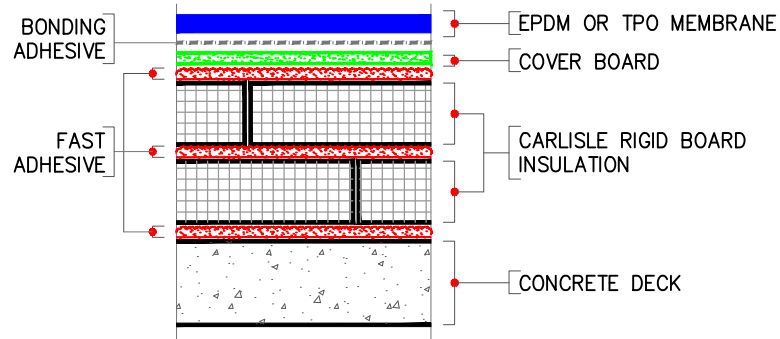 BONDING
ADHESIVE
FAST
ADHESIVE
EPDM OR TPO MEMBRANE
COVER BOARD
CARLISLE RIGID BOARD
INSULATION
CONCRETE DECK